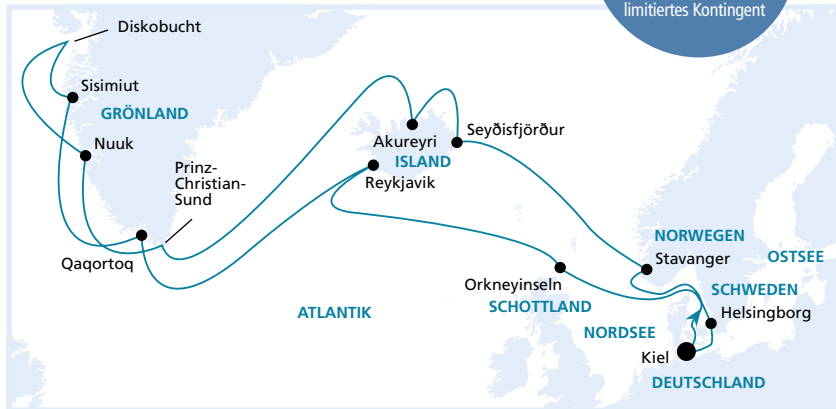 limitiertes Kontingent
Diskobucht
Sisimiut
GRÖNLAND
Nuuk
Prinz-
Christian-
Sund
Qaqortoq
Akureyri
Seyðisfjörður
ISLAND
Reykjavik
ATLANTIK
Orkneyinseln
SCHOTTLAND
NORWEGEN
Stavanger
OSTSEE
SCHWEDEN
Helsingborg
NORDSEE
Kiel
DEUTSCHLAND